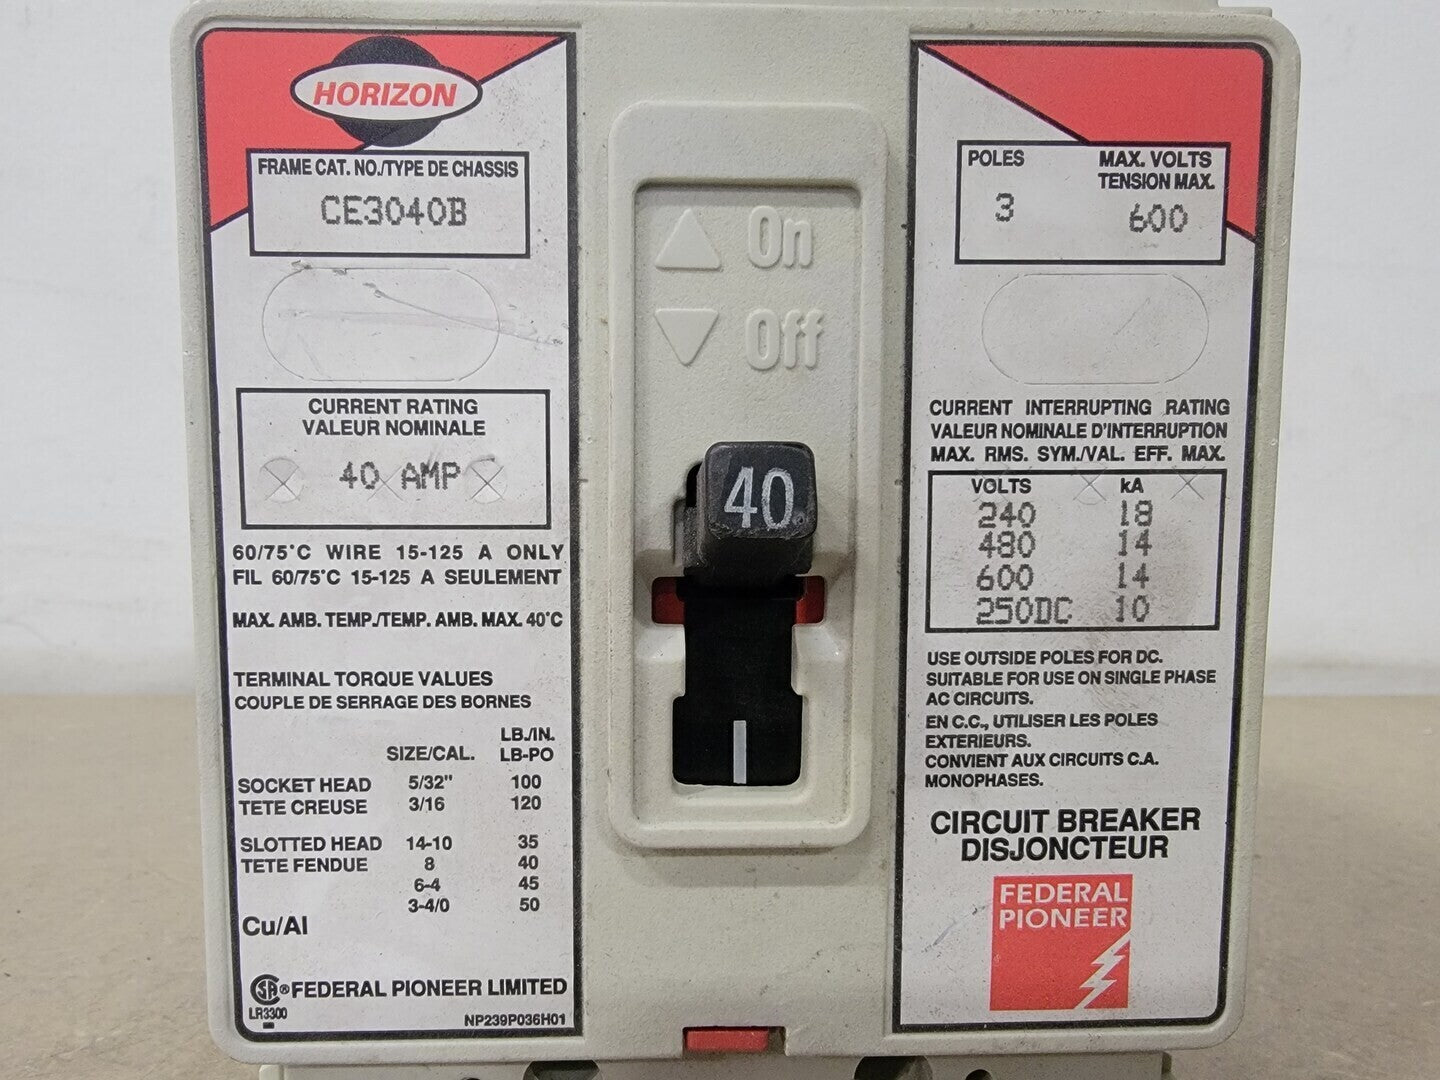 HORIZON
FRAME CAT. NO./TYPE DE CHASSIS
CE3040B
CURRENT RATING
VALEUR NOMINALE
40 AMP
60/75°C WIRE 15-125 A ONLY
FIL 60/75°C 15-125 A SEULEMENT
MAX. AMB. TEMP./TEMP. AMB. MAX. 40°C
TERMINAL TORQUE VALUES
COUPLE DE SERRAGE DES BORNES
LB./IN.
SIZE/CAL. LB-PO
SOCKET HEAD 5/32" 100
TETE CREUSE 3/16 120
SLOTTED HEAD 14-10 35
TETE FENDUE 8 40
6-4 45
3-4/0 50
Cu/Al
SA ® FEDERAL PIONEER LIMITED
LR3300
NP239P036H01
On
Off
40
POLES MAX. VOLTS
TENSION MAX.
3 600
CURRENT INTERRUPTING RATING
VALEUR NOMINALE D'INTERRUPTION
MAX. RMS. SYM./VAL. EFF. MAX.
VOLTS kA
240 18
480 14
600 14
250DC 10
USE OUTSIDE POLES FOR DC.
SUITABLE FOR USE ON SINGLE PHASE
AC CIRCUITS.
EN C.C., UTILISER LES POLES
EXTERIEURS.
CONVIENT AUX CIRCUITS C.A.
MONOPHASES.
CIRCUIT BREAKER
DISJONCTEUR
FEDERAL
PIONEER